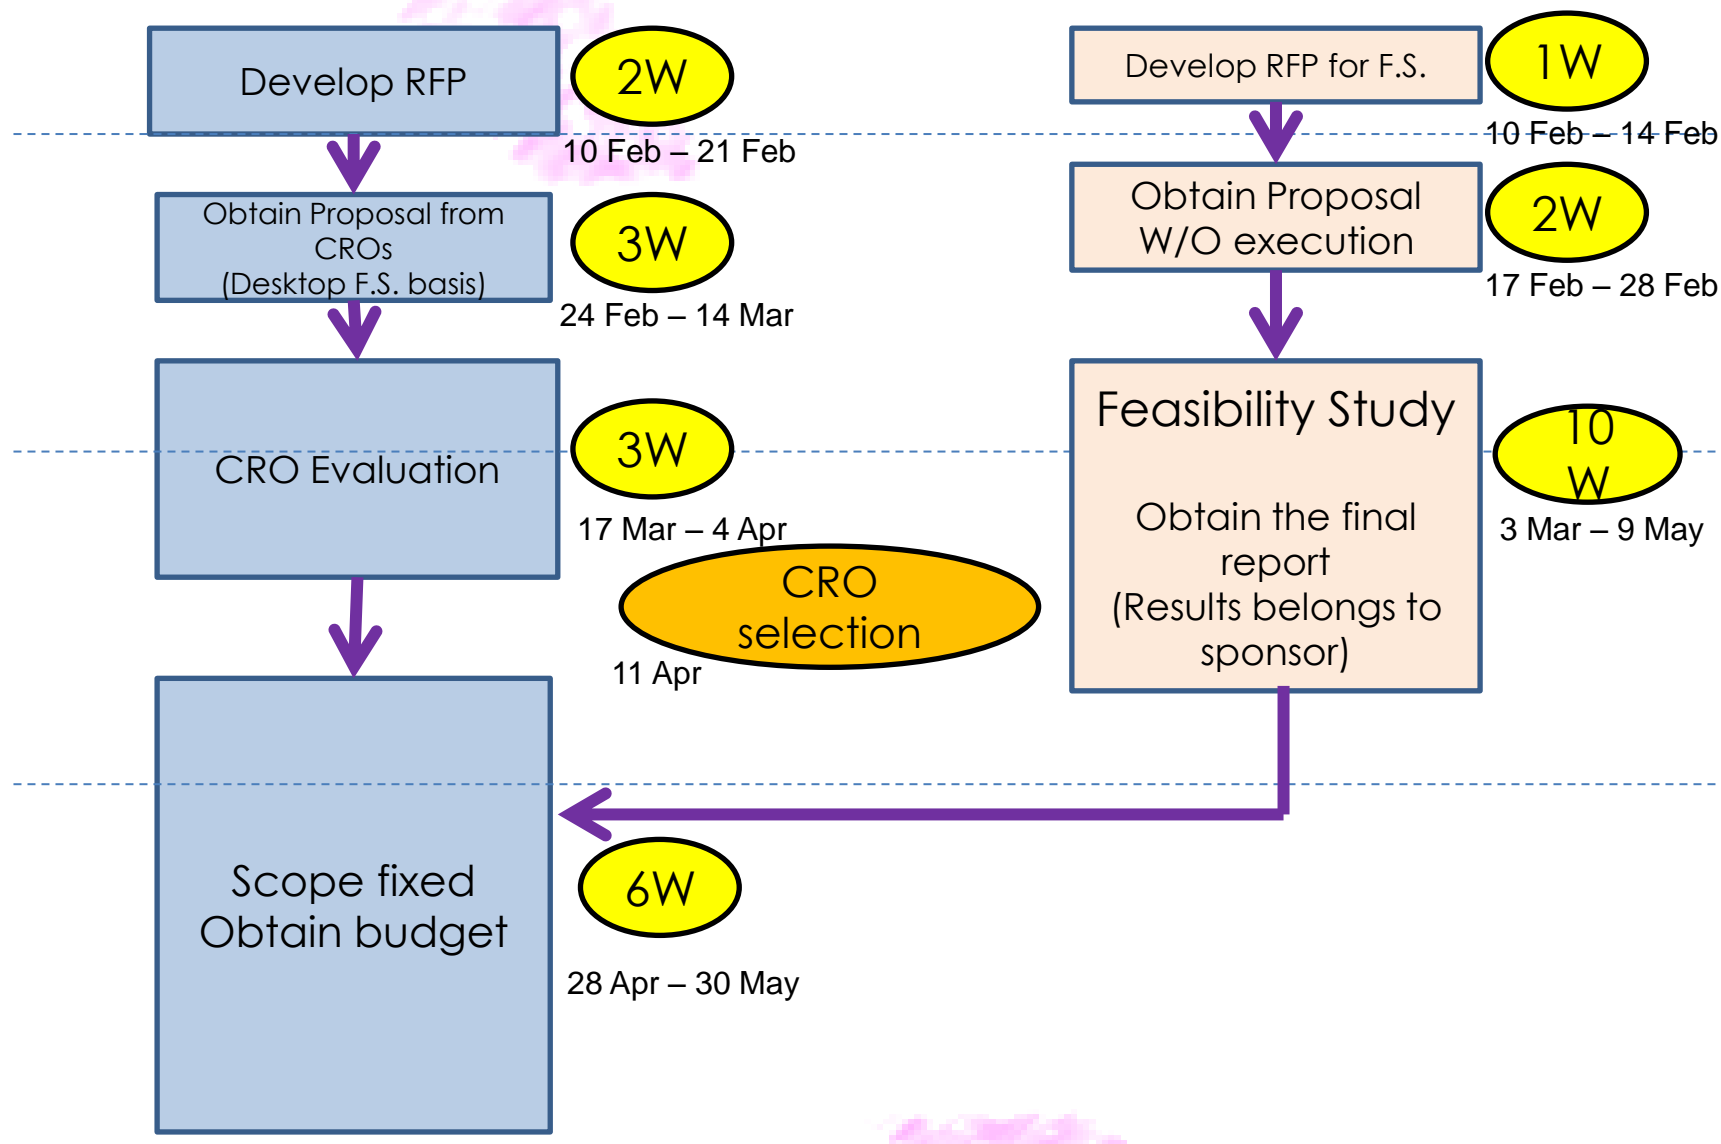 Develop RFP
2W
10 Feb – 21 Feb
Obtain Proposal from
CROs
(Desktop F.S. basis)
3W
24 Feb – 14 Mar
CRO Evaluation
3W
17 Mar – 4 Apr
CRO
selection
11 Apr
Scope fixed
Obtain budget
6W
28 Apr – 30 May
Develop RFP for F.S.
1W
10 Feb – 14 Feb
Obtain Proposal
W/O execution
2W
17 Feb – 28 Feb
Feasibility Study
Obtain the final
report
(Results belongs to
sponsor)
10
W
3 Mar – 9 May